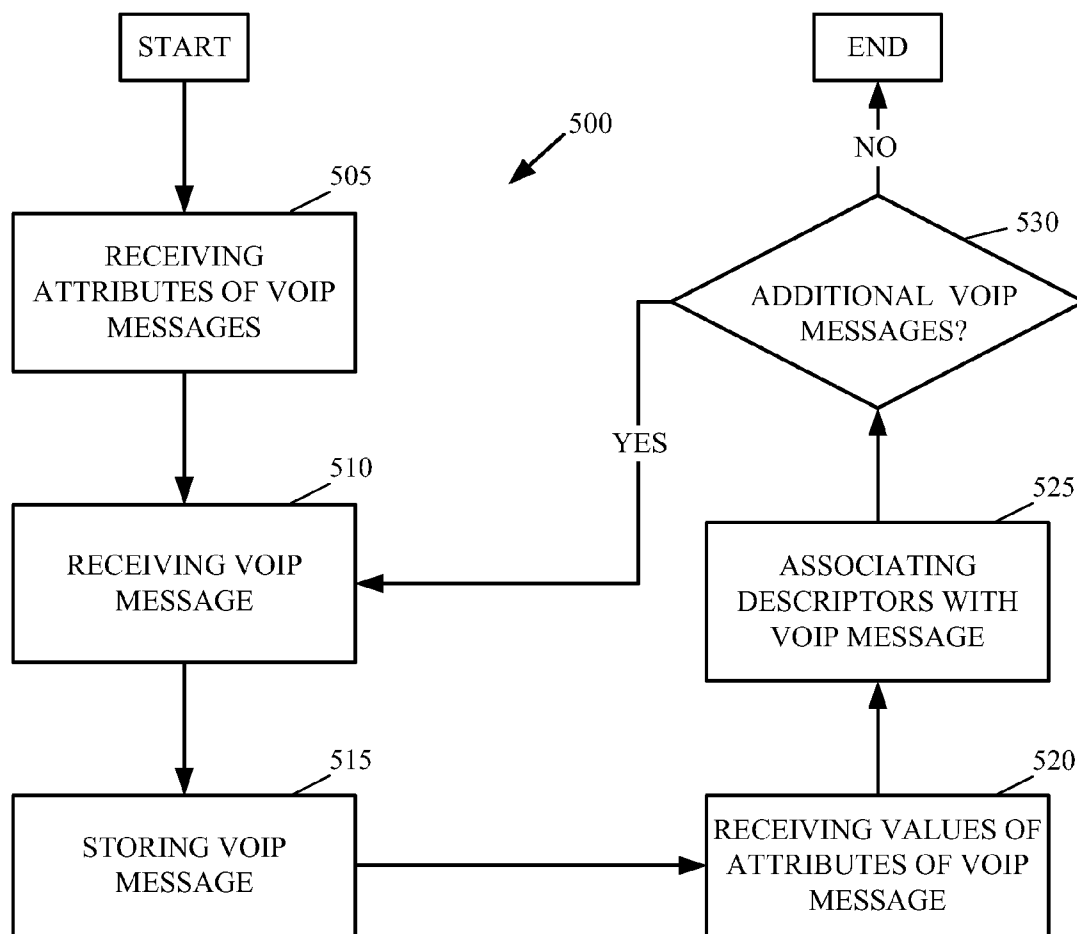 START
505
RECEIVING
ATTRIBUTES OF VOIP
MESSAGES
510
RECEIVING VOIP
MESSAGE
515
STORING VOIP
MESSAGE
500
YES
END
NO
530
ADDITIONAL VOIP
MESSAGES?
525
ASSOCIATING
DESCRIPTORS WITH
VOIP MESSAGE
520
RECEIVING VALUES OF
ATTRIBUTES OF VOIP
MESSAGE